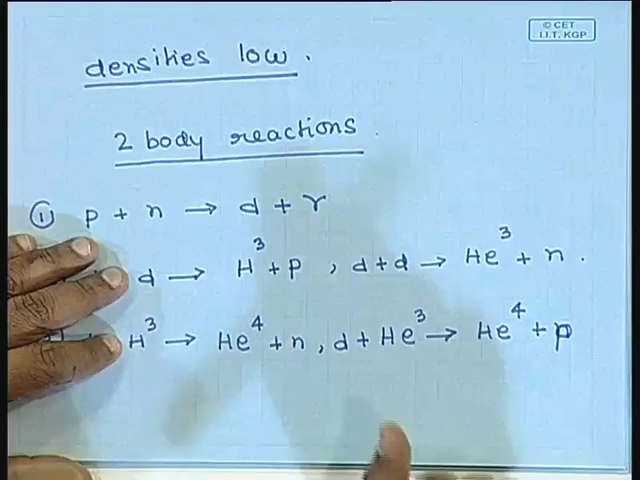 © CET
I.I.T. KGP
densities low.
2 body reactions
① p + n → d + γ
d → H³ + p , d + d → He³ + n .
H³ → He⁴ + n , d + He³ → He⁴ + p